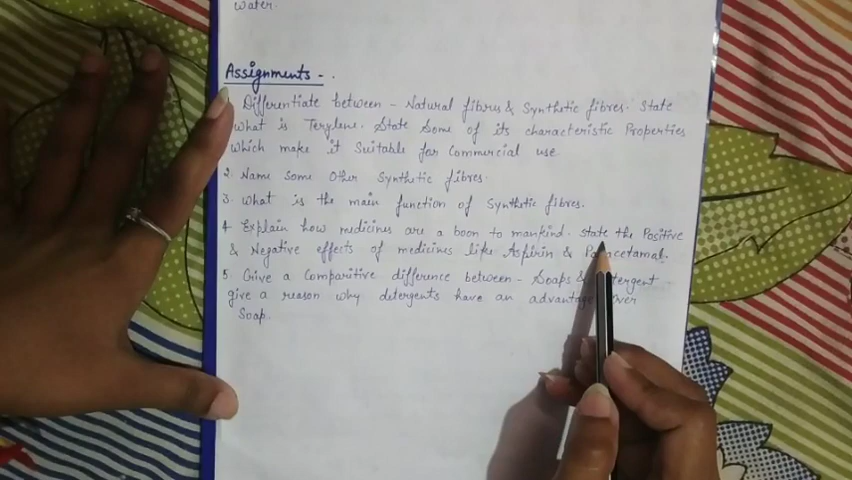 water.
Assignments -.
1. Differentiate between - Natural fibres & Synthetic fibres. State
what is Terylene. State Some of its characteristic Properties
which make it Suitable for Commercial use
2. Name Some Other Synthetic fibres.
3. What is the main function of Synthetic fibres.
4. Explain how medicines are a boon to mankind. State the Positive
& Negative effects of medicines like Aspirin & Paracetamol.
5. Give a Comparitive difference between - Soaps & Detergent
give a reason why detergents have an advantage Over
Soap.